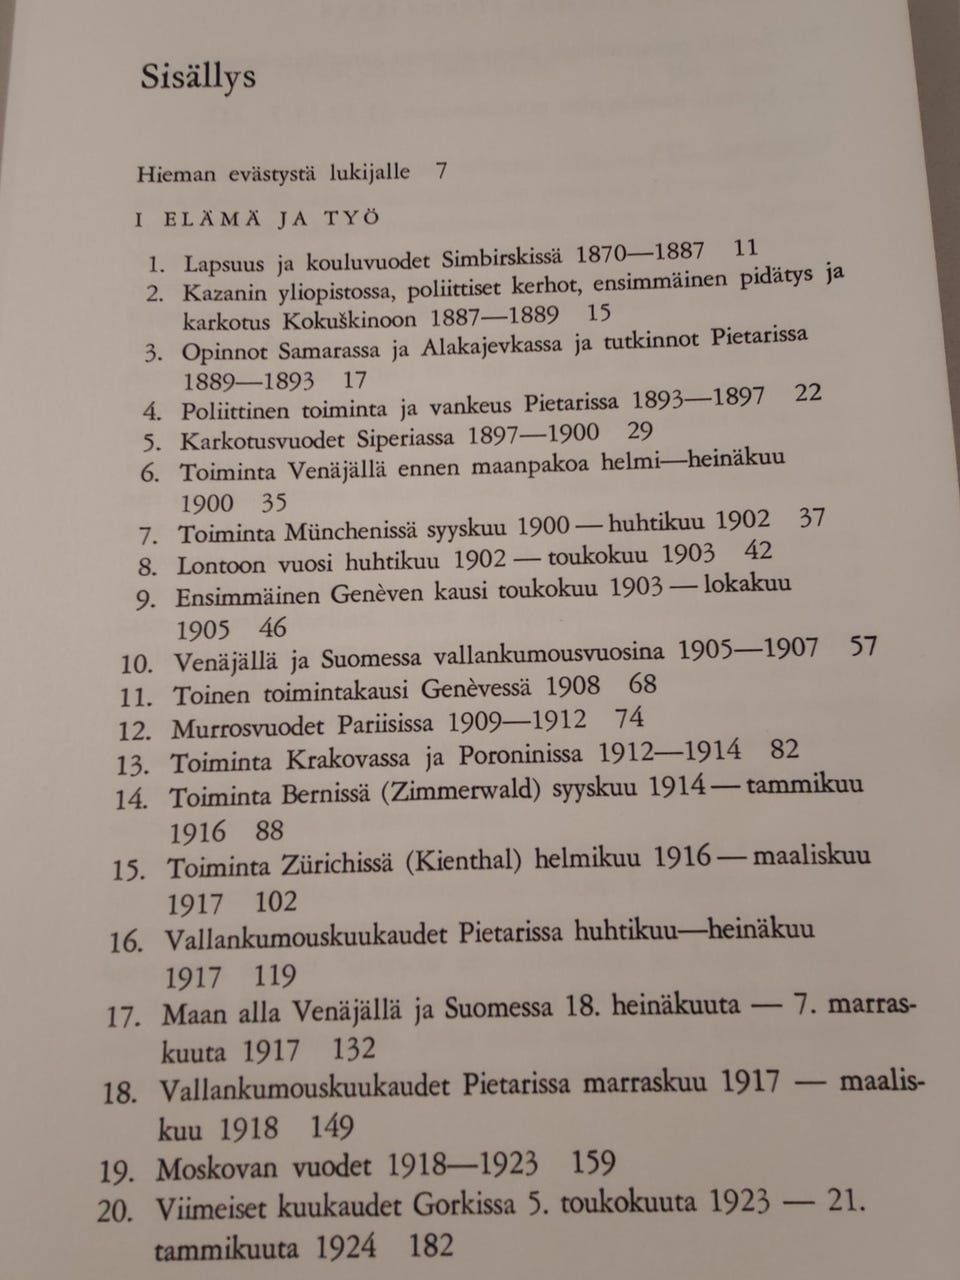 Sisällys
Hieman evästystä lukijalle 7
I ELÄMÄ JA TYÖ
1. Lapsuus ja kouluvuodet Simbirskissä 1870—1887 11
2. Kazanin yliopistossa, poliittiset kerhot, ensimmäinen pidätys ja
karkotus Kokuškinoon 1887—1889 15
3. Opinnot Samarassa ja Alakajevkassa ja tutkinnot Pietarissa
1889—1893 17
4. Poliittinen toiminta ja vankeus Pietarissa 1893—1897 22
5. Karkotusvuodet Siperiassa 1897—1900 29
6. Toiminta Venäjällä ennen maanpakoa helmi—heinäkuu
1900 35
7. Toiminta Münchenissä syyskuu 1900 — huhtikuu 1902 37
8. Lontoon vuosi huhtikuu 1902 — toukokuu 1903 42
9. Ensimmäinen Genèven kausi toukokuu 1903 — lokakuu
1905 46
10. Venäjällä ja Suomessa vallankumousvuosina 1905—1907 57
11. Toinen toimintakausi Genèvessä 1908 68
12. Murrosvuodet Pariisissa 1909—1912 74
13. Toiminta Krakovassa ja Poroninissa 1912—1914 82
14. Toiminta Bernissä (Zimmerwald) syyskuu 1914 — tammikuu
1916 88
15. Toiminta Zürichissä (Kienthal) helmikuu 1916 — maaliskuu
1917 102
16. Vallankumouskuukaudet Pietarissa huhtikuu—heinäkuu
1917 119
17. Maan alla Venäjällä ja Suomessa 18. heinäkuuta — 7. marras-
kuuta 1917 132
18. Vallankumouskuukaudet Pietarissa marraskuu 1917 — maalis-
kuu 1918 149
19. Moskovan vuodet 1918—1923 159
20. Viimeiset kuukaudet Gorkissa 5. toukokuuta 1923 — 21.
tammikuuta 1924 182